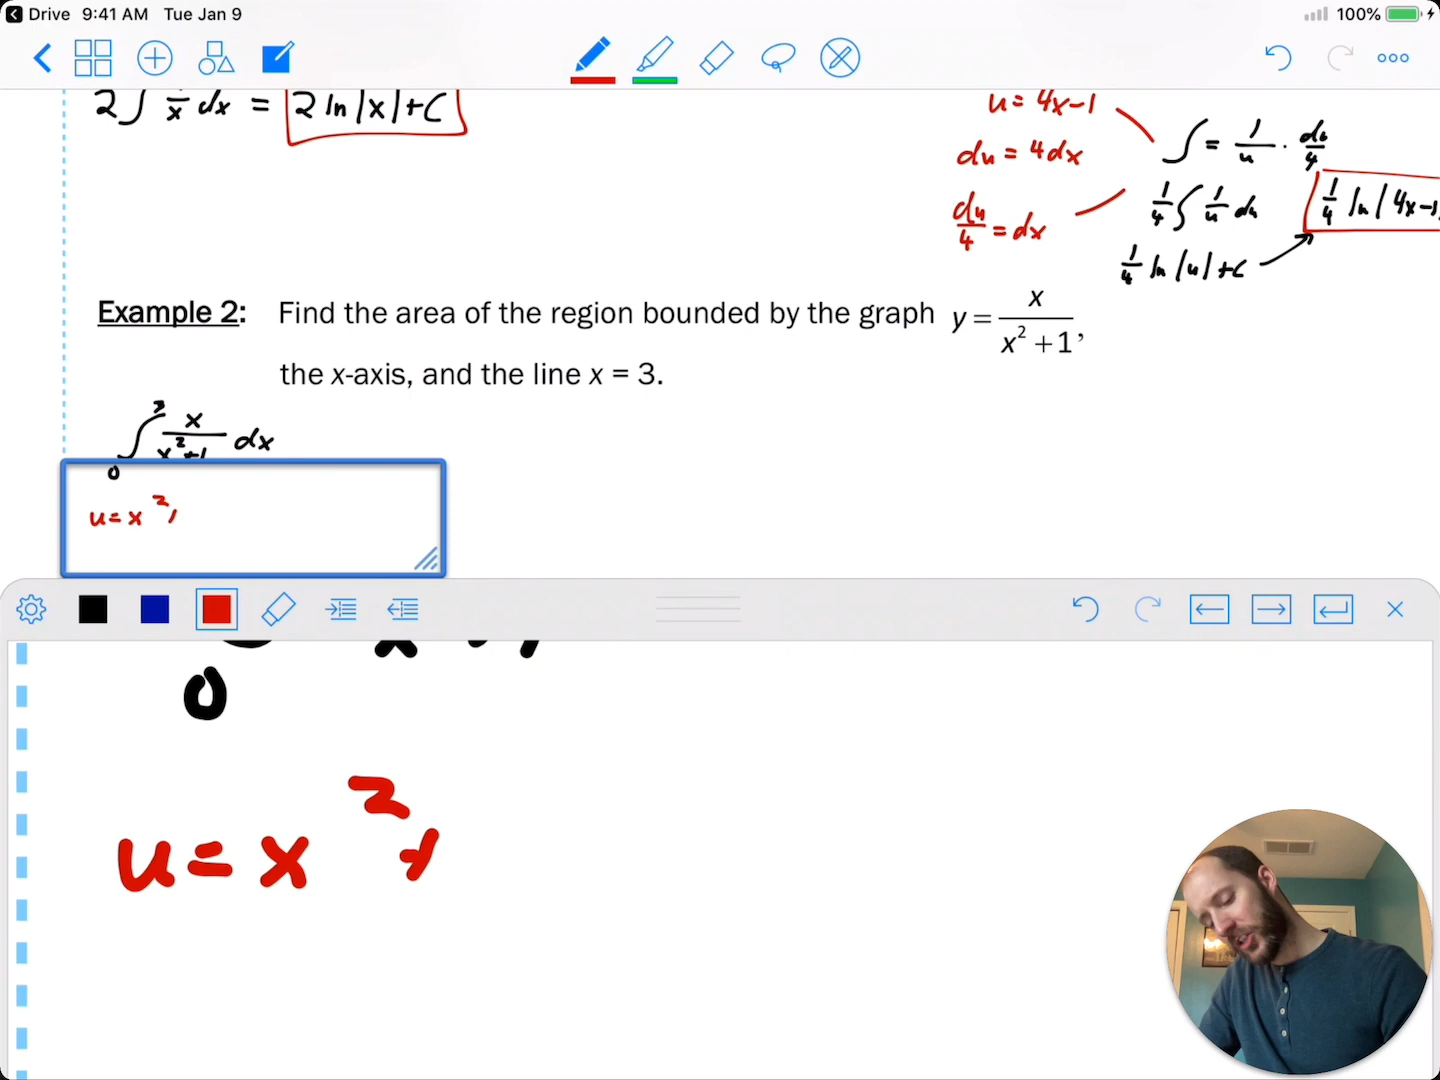 Drive 9:41 AM Tue Jan 9 100%
2∫ 1/x dx = 2 ln|x|+C
u = 4x-1
du = 4dx
du/4 = dx
∫ = 1/u · du/4
1/4 ∫ 1/u du
1/4 ln|u|+C
1/4 ln|4x-1
Example 2: Find the area of the region bounded by the graph y = x/(x²+1),
the x-axis, and the line x = 3.
∫₀³ x/(x²+1) dx
u = x²
0
u = x² +